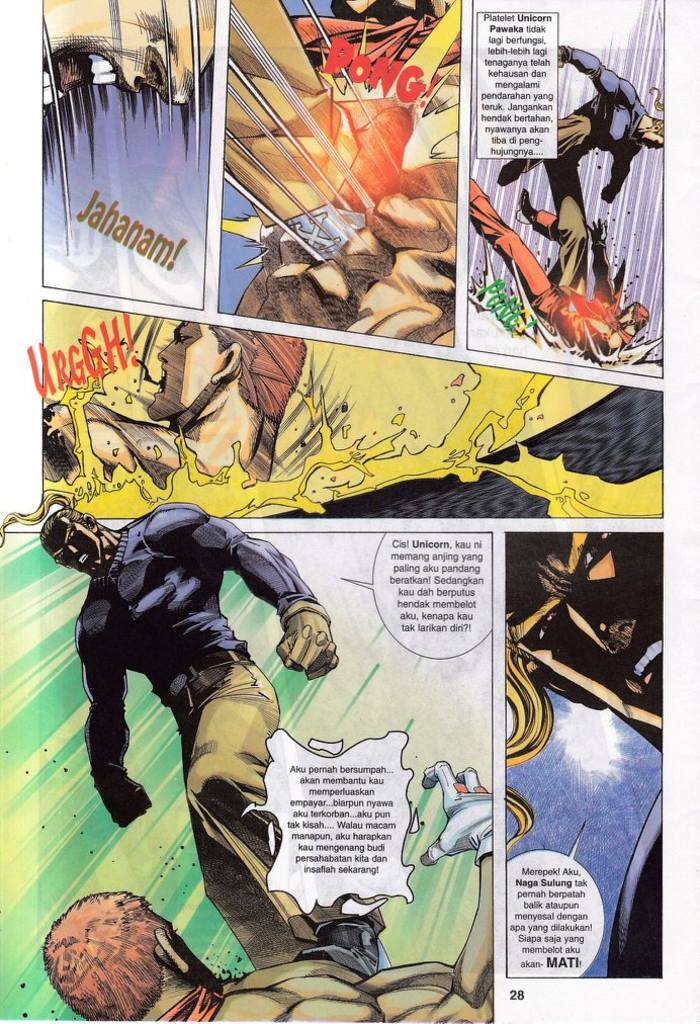 Jahanam!
PONG!
Platelet Unicorn
Pawaka tidak
lagi berfungsi,
lebih-lebih lagi
tenaganya telah
kehausan dan
mengalami
pendarahan yang
teruk. Jangankan
hendak bertahan,
nyawanya akan
tiba di peng-
hujungnya....
URGGH!
Cis! Unicorn, kau ni
memang anjing yang
paling aku pandang
beratkan! Sedangkan
kau dah berputus
hendak membelot
aku, kenapa kau
tak larikan diri?!
Aku pernah bersumpah...
akan membantu kau
memperluaskan
empayar...biarpun nyawa
aku terkorban...aku pun
tak kisah.... Walau macam
manapun, aku harapkan
kau mengenang budi
persahabatan kita dan
insaflah sekarang!
Merepek! Aku,
Naga Sulung tak
pernah berpatah
balik ataupun
menyesal dengan
apa yang dilakukan!
Siapa saja yang
membelot aku
akan- MATI!
28